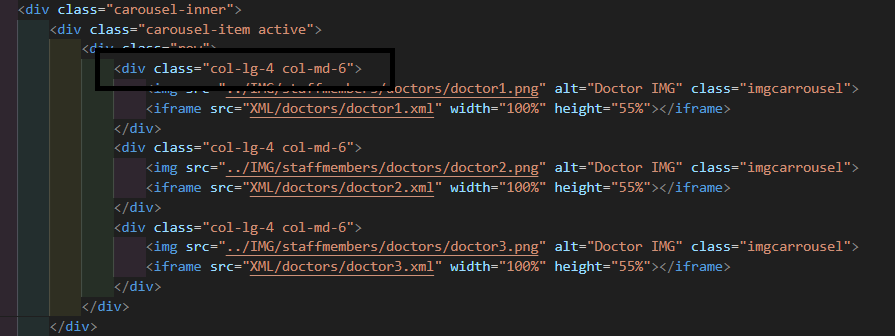 <div class="carousel-inner">
<div class="carousel-item active">
<div class="row">
<div class="col-lg-4 col-md-6">
<img src="../IMG/staffmembers/doctors/doctor1.png" alt="Doctor IMG" class="imgcarrousel">
<iframe src="XML/doctors/doctor1.xml" width="100%" height="55%"></iframe>
</div>
<div class="col-lg-4 col-md-6">
<img src="../IMG/staffmembers/doctors/doctor2.png" alt="Doctor IMG" class="imgcarrousel">
<iframe src="XML/doctors/doctor2.xml" width="100%" height="55%"></iframe>
</div>
<div class="col-lg-4 col-md-6">
<img src="../IMG/staffmembers/doctors/doctor3.png" alt="Doctor IMG" class="imgcarrousel">
<iframe src="XML/doctors/doctor3.xml" width="100%" height="55%"></iframe>
</div>
</div>
</div>